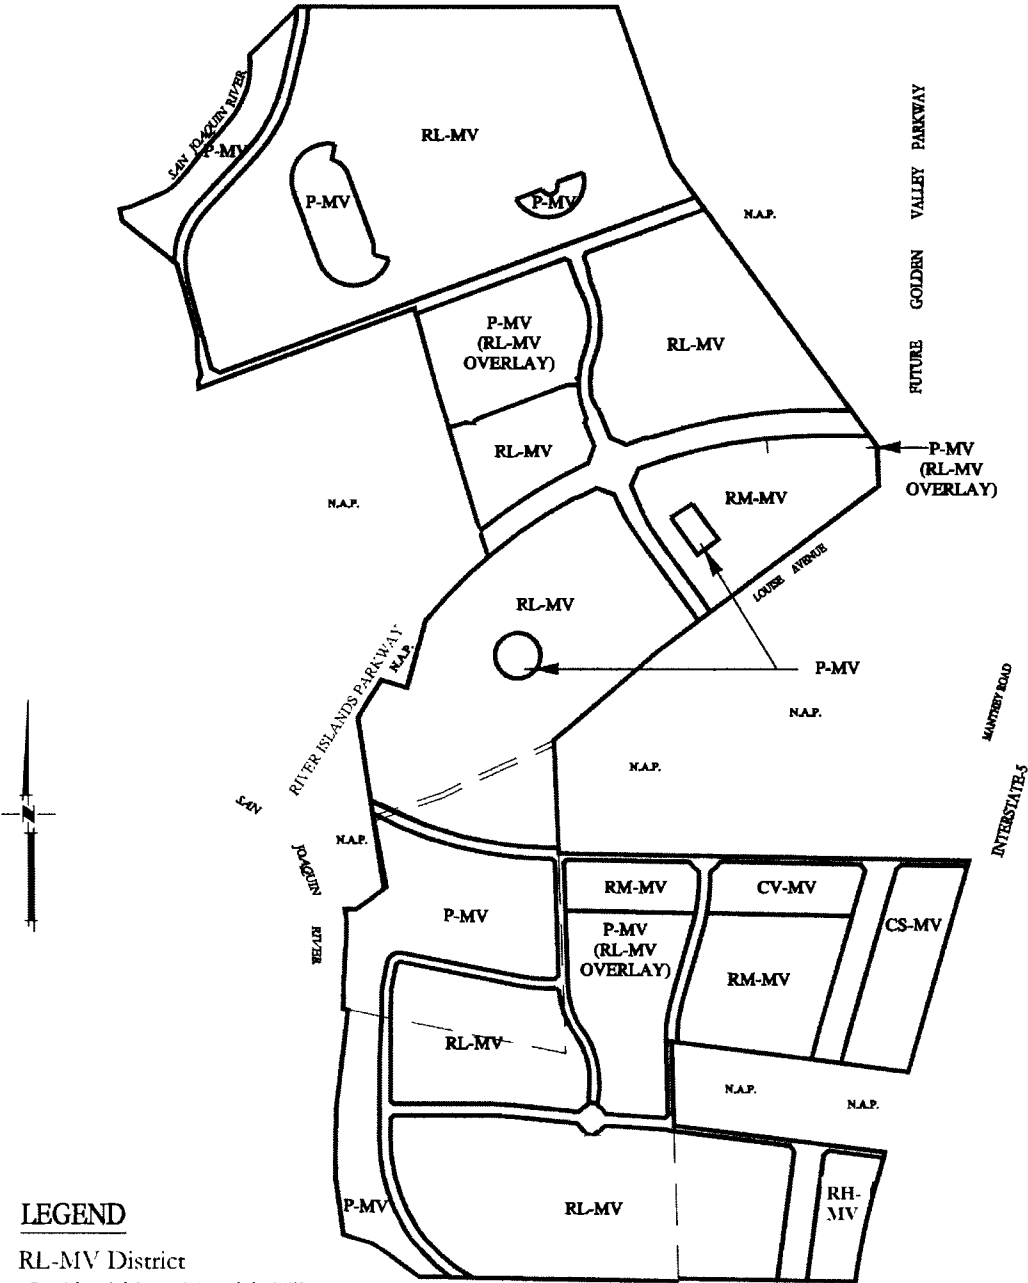 RL-MV
SAN JOAQUIN RIVER
P-MV
P-MV
P-MV
N.A.P.
FUTURE GOLDEN VALLEY PARKWAY
P-MV
(RL-MV
OVERLAY)
RL-MV
RL-MV
P-MV
(RL-MV
OVERLAY)
RM-MV
N.A.P.
LOUISE AVENUE
RL-MV
N.A.P.
RIVER ISLANDS PARKWAY
P-MV
N.A.P.
MANTHEY ROAD
N.A.P.
INTERSTATE-5
SAN JOAQUIN RIVER
N.A.P.
RM-MV
CV-MV
P-MV
CS-MV
P-MV
(RL-MV
OVERLAY)
RM-MV
RL-MV
N.A.P.
N.A.P.
P-MV
RL-MV
RH-
MV
N
LEGEND
RL-MV District